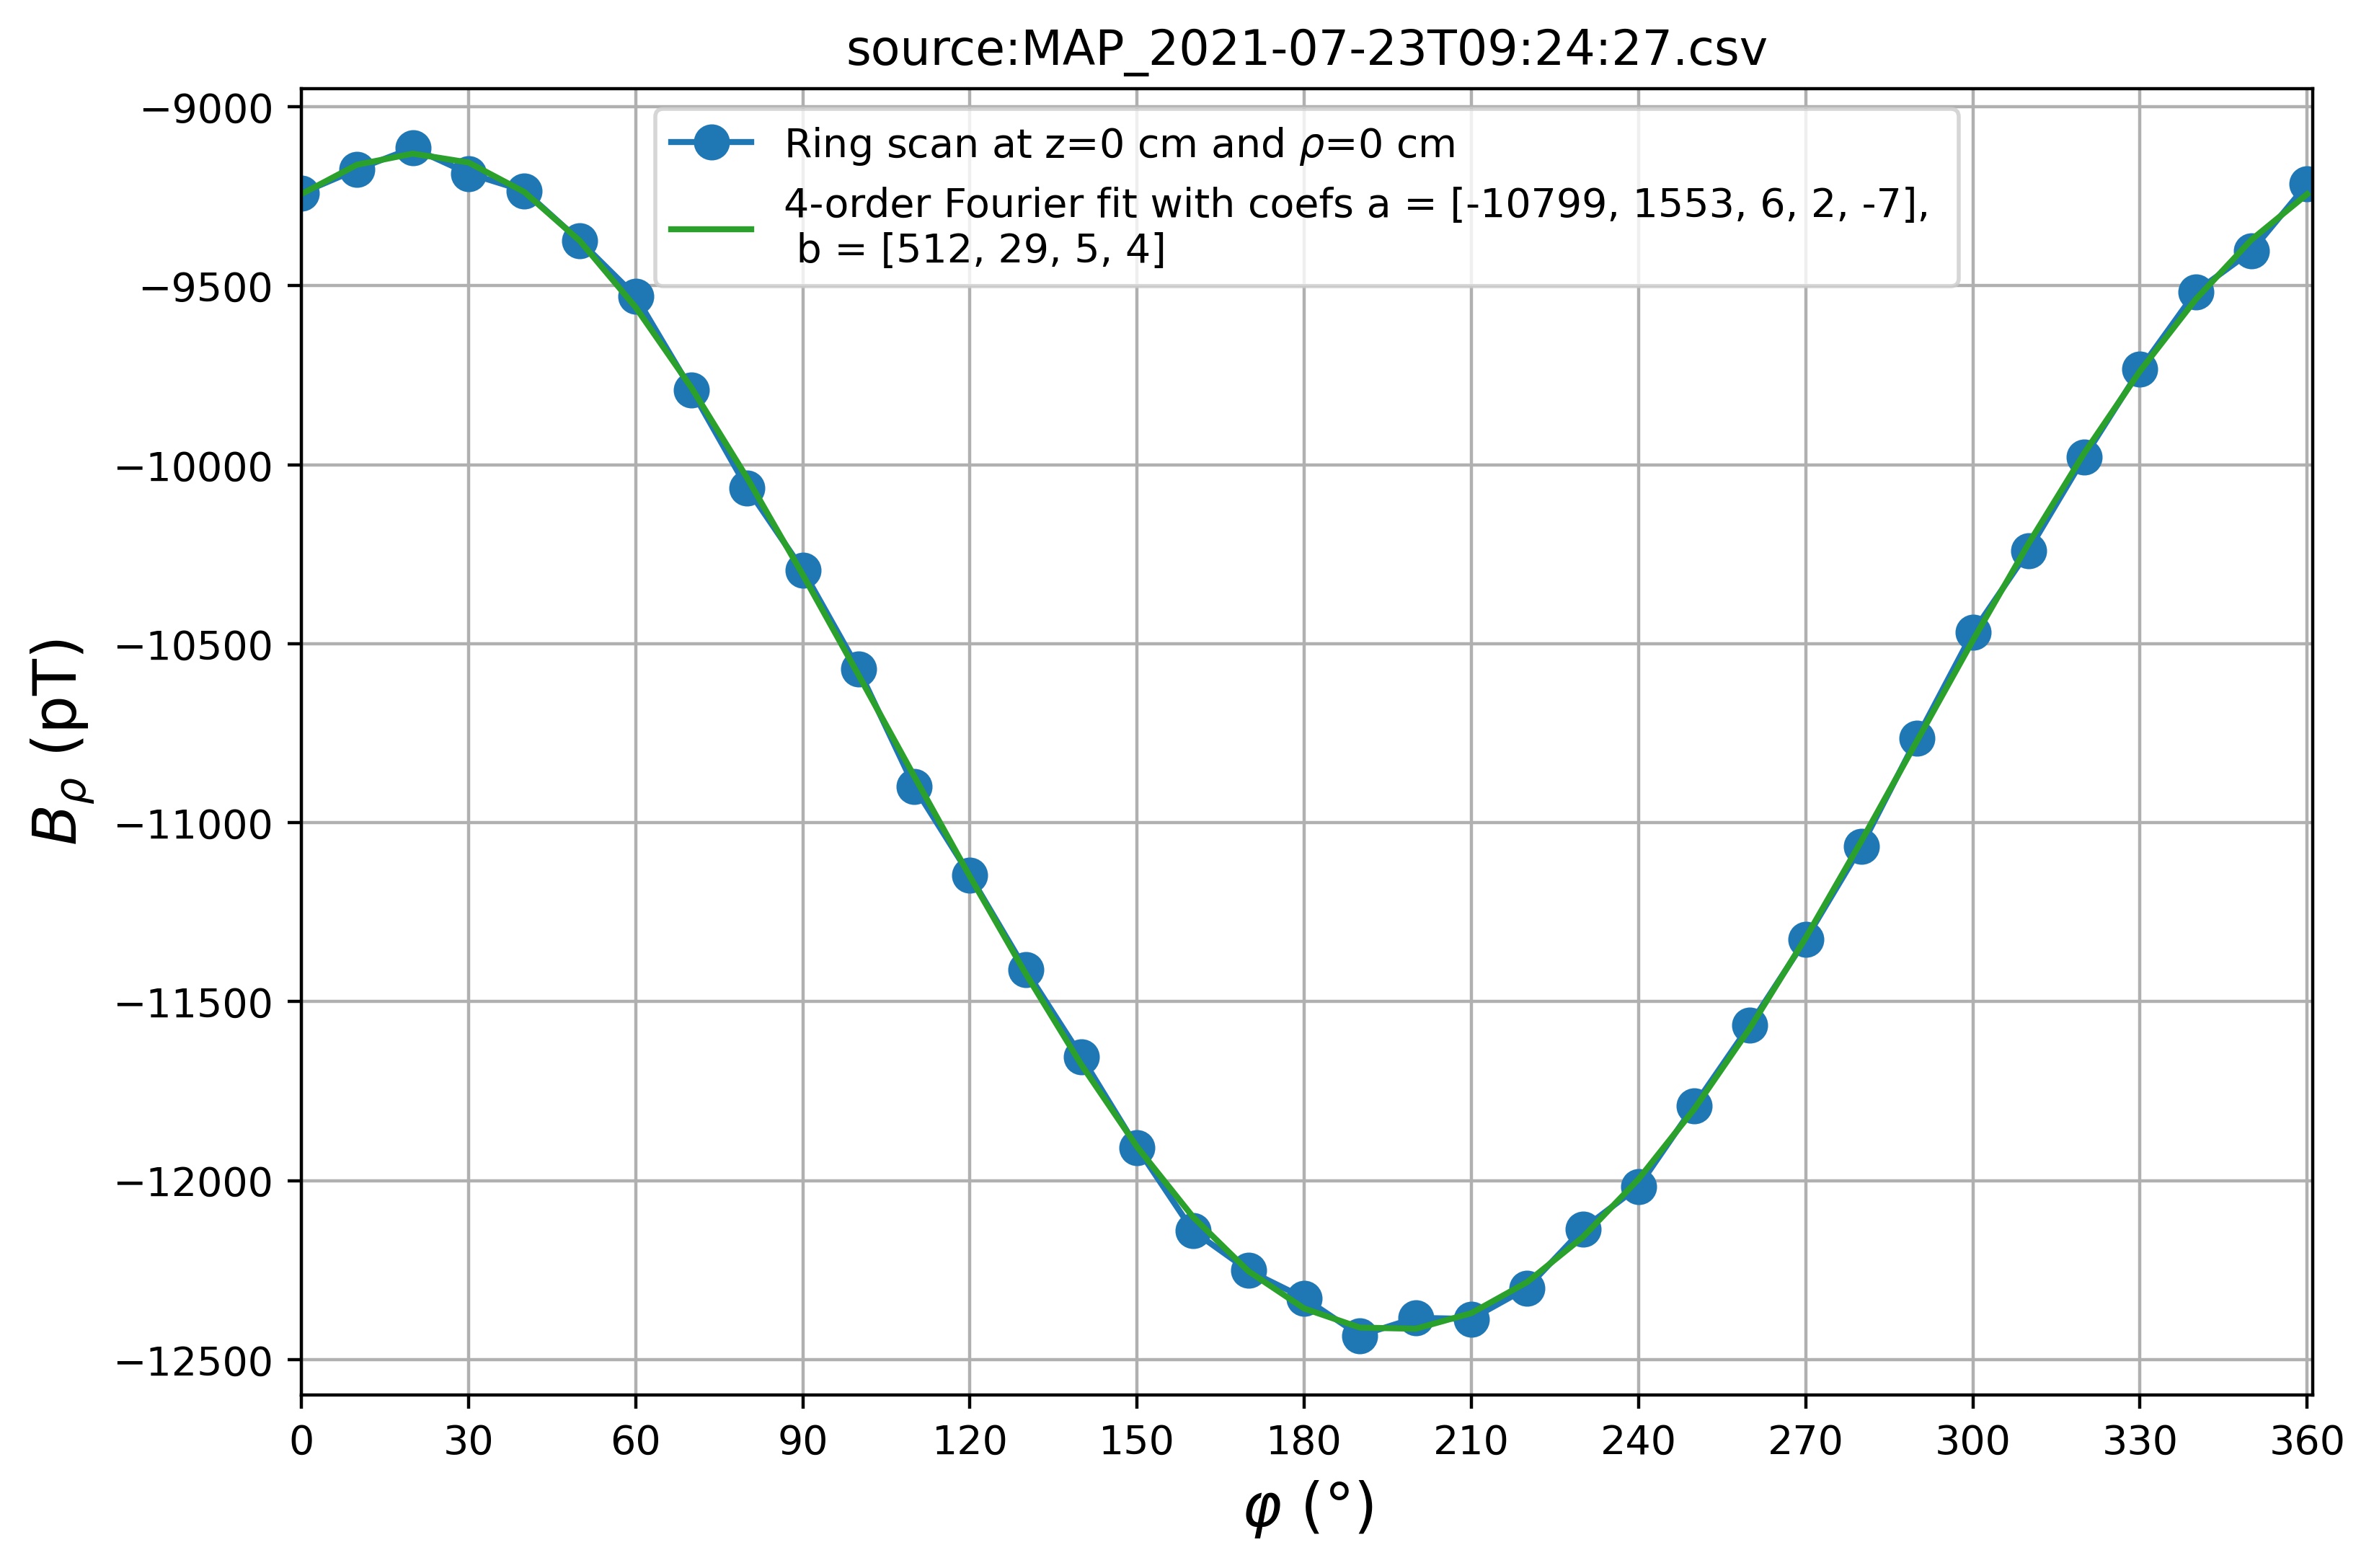 source:MAP_2021-07-23T09:24:27.csv
Ring scan at z=0 cm and ρ=0 cm
4-order Fourier fit with coefs a = [-10799, 1553, 6, 2, -7],
b = [512, 29, 5, 4]
−9000
−9500
−10000
−10500
−11000
−11500
−12000
−12500
Bρ (pT)
0 30 60 90 120 150 180 210 240 270 300 330 360
φ (°)